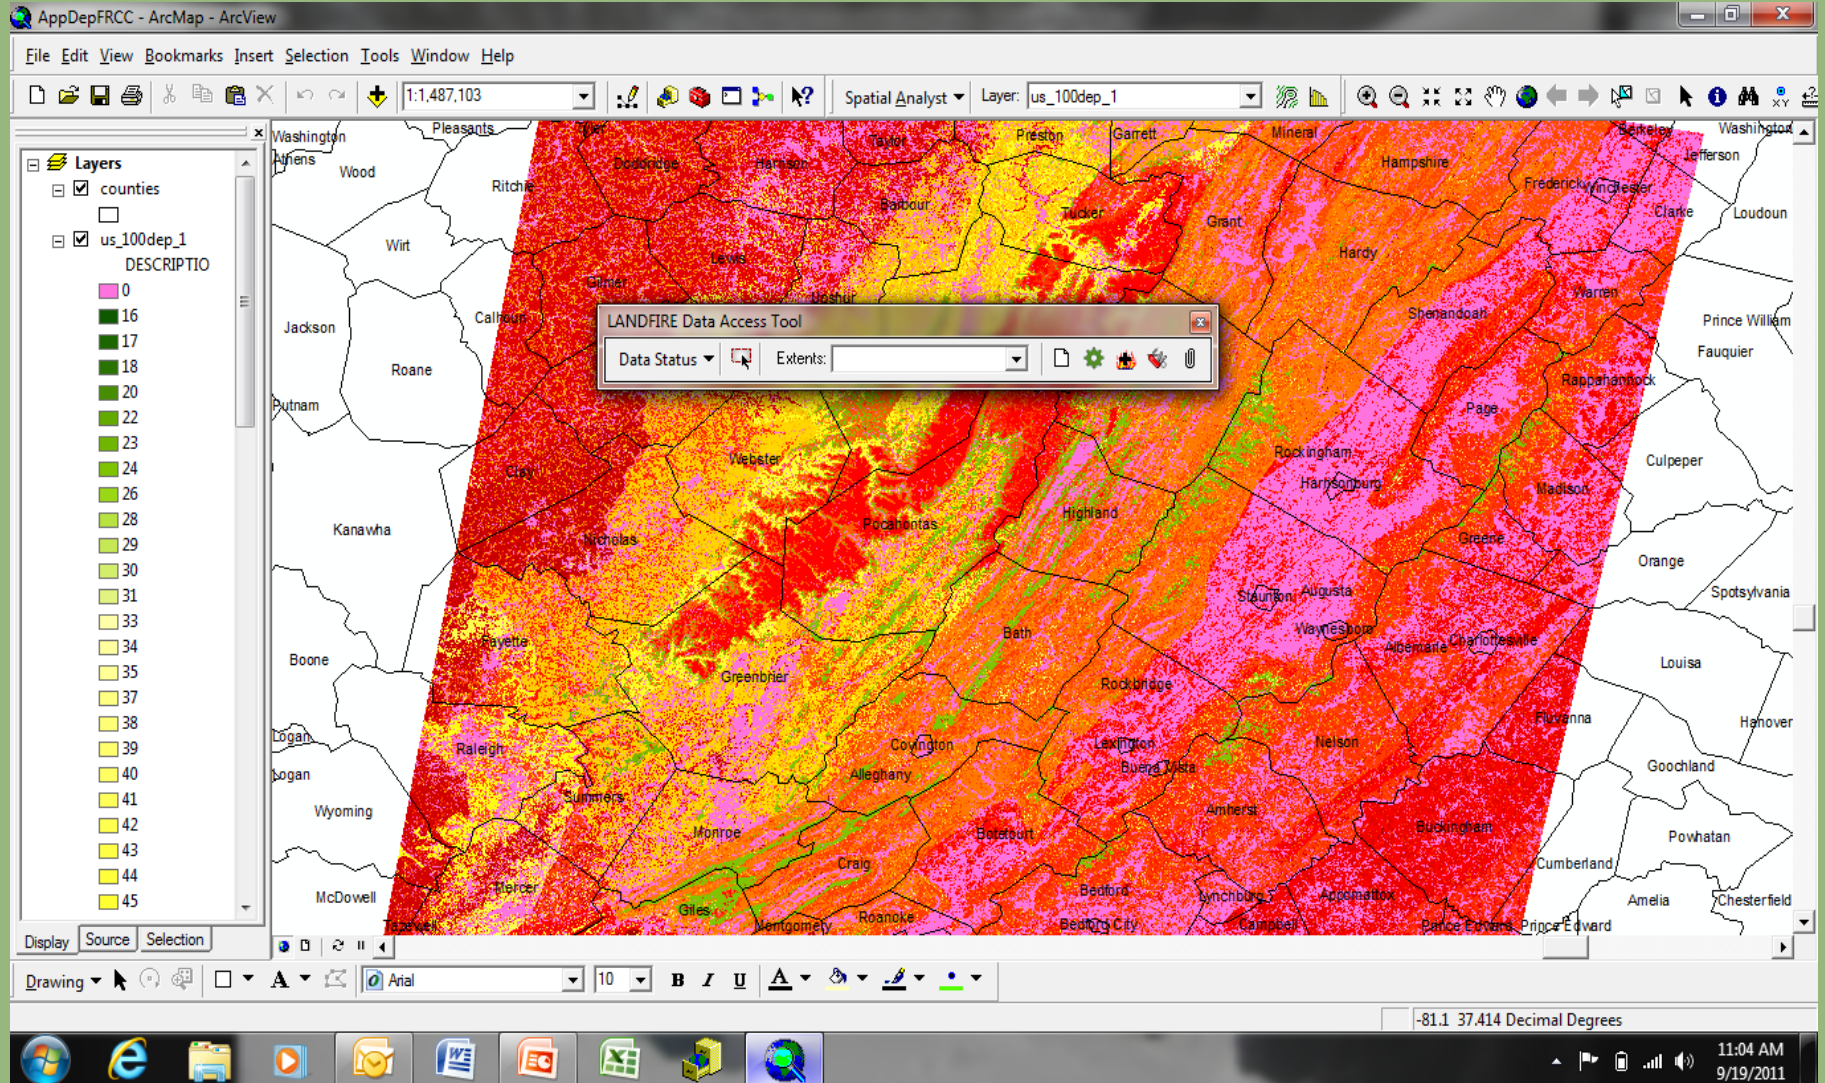 AppDepFRCC - ArcMap - ArcView
File Edit View Bookmarks Insert Selection Tools Window Help
1:1,487,103 Spatial Analyst Layer: us_100dep_1
Layers
counties
us_100dep_1
DESCRIPTIO
0
16
17
18
20
22
23
24
26
28
29
30
31
33
34
35
37
38
39
40
41
42
43
44
45
Display Source Selection
Washington Pleasants Tyler Taylor Preston Garrett Mineral Berkeley Washington
Athens Wood Doddridge Harrison Hampshire Jefferson
Ritchie Barbour Tucker Grant Frederick Winchester Clarke Loudoun
Wirt Lewis Hardy
Gilmer Upshur Warren
Jackson Calhoun Shenandoah Prince William
Roane Fauquier
Rappahannock
Putnam Page
Clay Webster Rockingham Culpeper
Harrisonburg Madison
Kanawha Nicholas Pocahontas Highland Greene
Orange
Staunton Augusta Spotsylvania
Fayette Bath Waynesboro Albemarle Charlottesville
Boone Greenbrier Rockbridge Louisa
Logan Raleigh Covington Lexington Nelson Fluvanna Hanover
Logan Alleghany Buena Vista Goochland
Wyoming Summers Amherst
Monroe Botetourt Buckingham Powhatan
Craig Cumberland
McDowell Mercer Giles Bedford Lynchburg Appomattox Amelia Chesterfield
Tazewell Montgomery Roanoke Bedford City Campbell Prince Edward Prince Edward
LANDFIRE Data Access Tool
Data Status Extents:
Drawing A Arial 10 B I U A
-81.1 37.414 Decimal Degrees
11:04 AM
9/19/2011